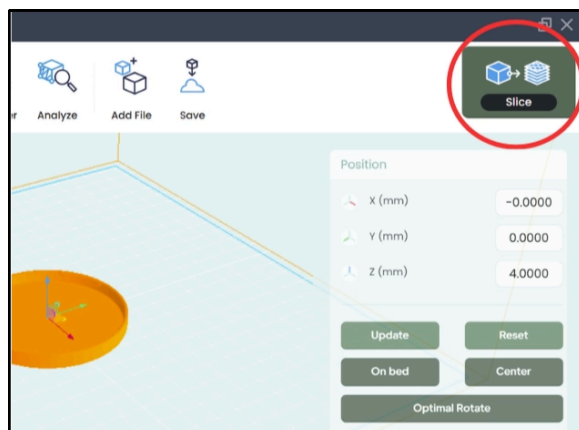 Analyze
Add File
Save
Slice
Position
X (mm)
-0.0000
Y (mm)
0.0000
Z (mm)
4.0000
Update
Reset
On bed
Center
Optimal Rotate